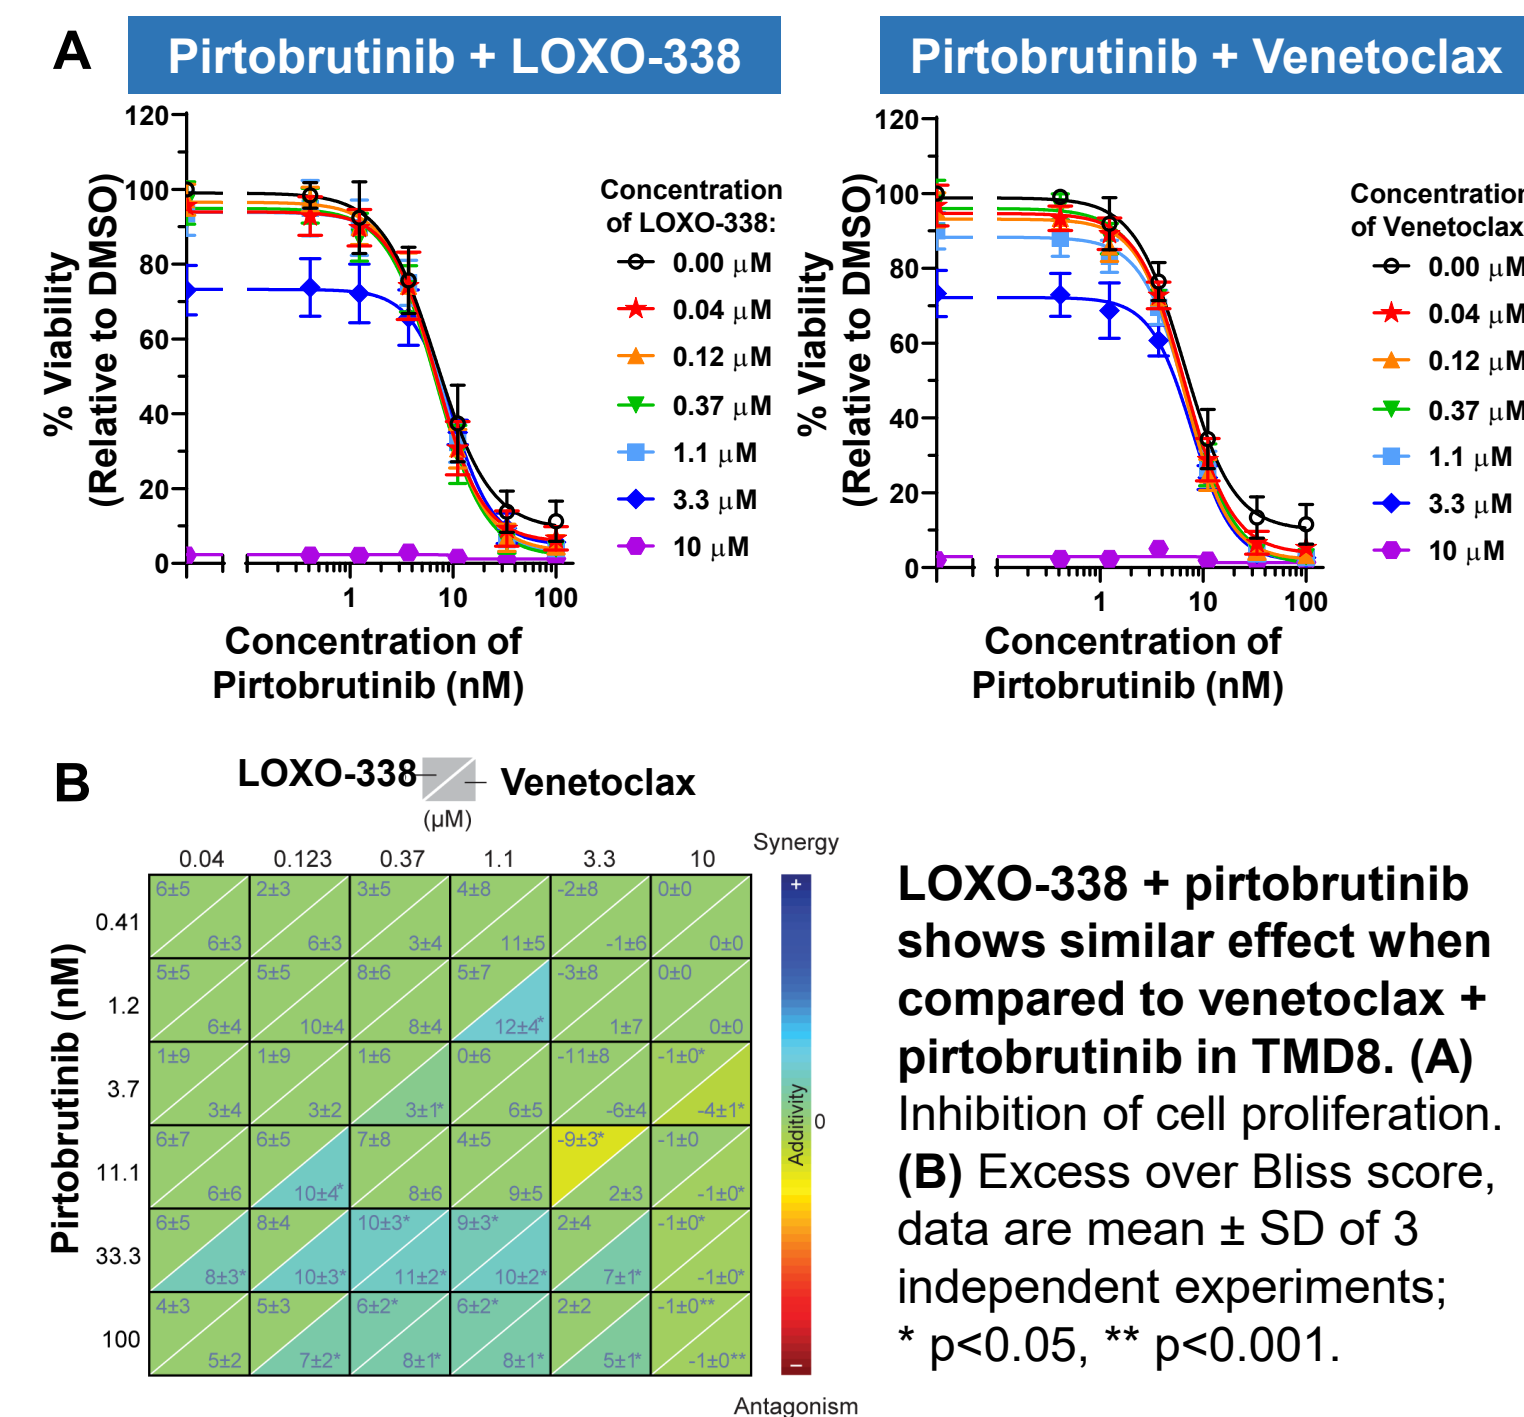 A
Pirtobrutinib + LOXO-338
Pirtobrutinib + Venetoclax
% Viability
(Relative to DMSO)
120
100
80
60
40
20
0
1 10 100
Concentration of
Pirtobrutinib (nM)
Concentration
of LOXO-338:
0.00 μM
0.04 μM
0.12 μM
0.37 μM
1.1 μM
3.3 μM
10 μM
% Viability
(Relative to DMSO)
120
100
80
60
40
20
0
1 10 100
Concentration of
Pirtobrutinib (nM)
Concentration
of Venetoclax
0.00 μM
0.04 μM
0.12 μM
0.37 μM
1.1 μM
3.3 μM
10 μM
B
LOXO-338 Venetoclax
(μM)
0.04 0.123 0.37 1.1 3.3 10
Pirtobrutinib (nM)
0.41
6±5 2±3 3±5 4±8 -2±8 0±0
6±3 6±3 3±4 11±5 -1±6 0±0
1.2
5±5 5±5 8±6 5±7 -3±8 0±0
6±4 10±4 8±4 12±4* 1±7 0±0
3.7
1±9 1±9 1±6 0±6 -11±8 -1±0*
3±4 3±2 3±1* 6±5 -6±4 -4±1*
11.1
6±7 6±5 7±8 4±5 -9±3* -1±0
6±6 10±4* 8±6 9±5 2±3 -1±0*
33.3
6±5 8±4 10±3* 9±3* 2±4 -1±0*
8±3* 10±3* 11±2* 10±2* 7±1* -1±0*
100
4±3 5±3 6±2* 6±2* 2±2 -1±0**
5±2 7±2* 8±1* 8±1* 5±1* -1±0**
Synergy
+
Additivity
0
–
Antagonism
LOXO-338 + pirtobrutinib
shows similar effect when
compared to venetoclax +
pirtobrutinib in TMD8. (A)
Inhibition of cell proliferation.
(B) Excess over Bliss score,
data are mean ± SD of 3
independent experiments;
* p<0.05, ** p<0.001.